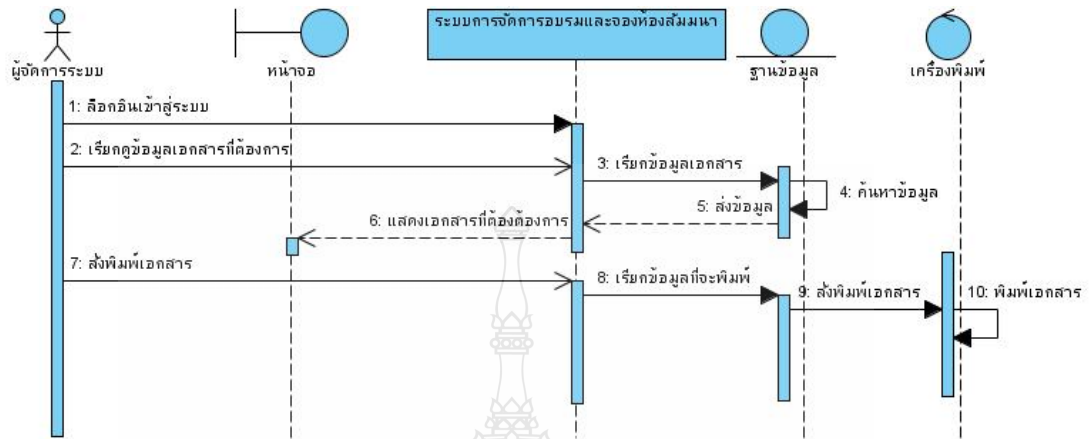 ระบบการจัดการอบรมและจองห้องสัมมนา
ผู้จัดการระบบ
หน้าจอ
ฐานข้อมูล
เครื่องพิมพ์
1: ล็อกอินเข้าสู่ระบบ
2: เรียกดูข้อมูลเอกสารที่ต้องการ
3: เรียกข้อมูลเอกสาร
4: ค้นหาข้อมูล
5: ส่งข้อมูล
6: แสดงเอกสารที่ต้องต้องการ
7: สั่งพิมพ์เอกสาร
8: เรียกข้อมูลที่จะพิมพ์
9: สั่งพิมพ์เอกสาร
10: พิมพ์เอกสาร